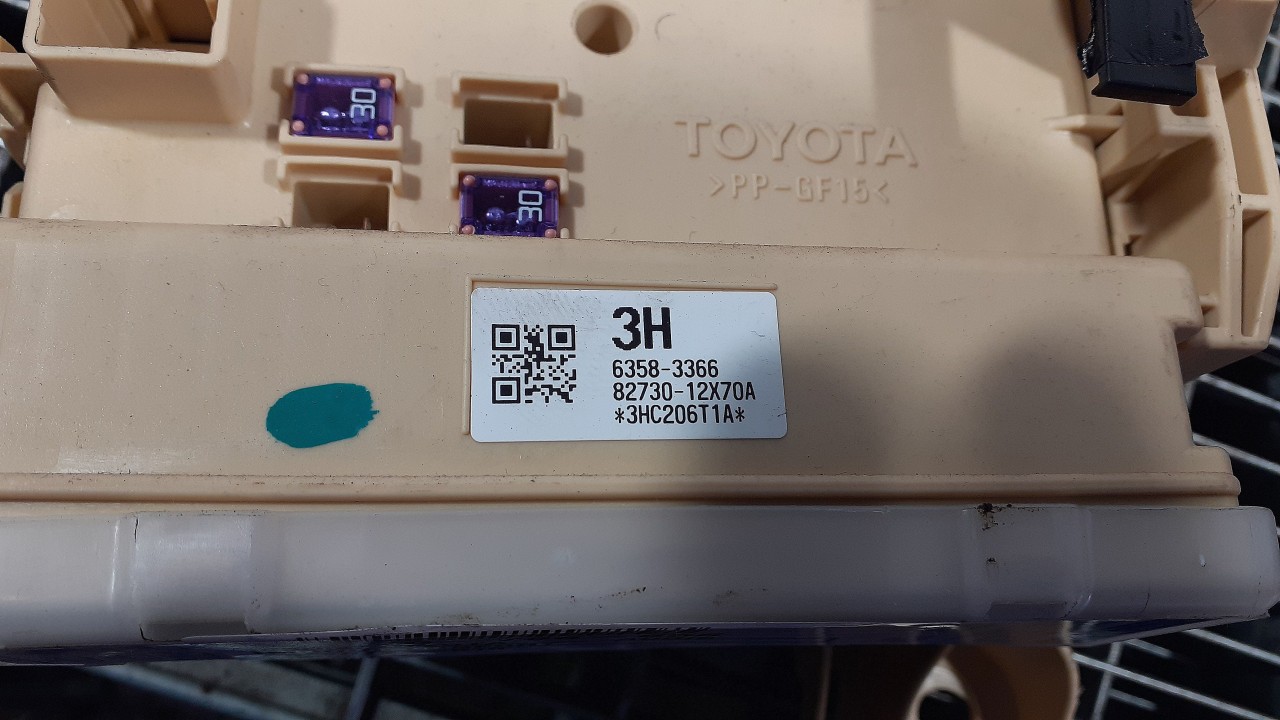 30
30
TOYOTA
>PP-GF15<
3H
6358-3366
82730-12X70A
*3HC206T1A*